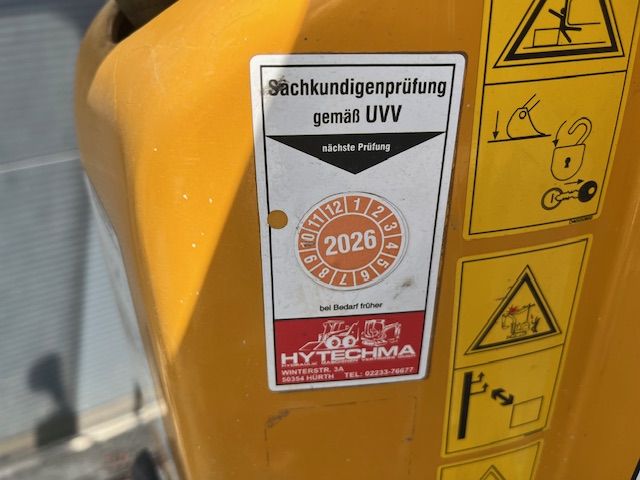 Sachkundigenprüfung
gemäß UVV
nächste Prüfung
1 2 3 4 5 6 7 8 9 10 11 12
2026
bei Bedarf früher
HYTECHMA
WINTERSTR. 3A
50354 HÜRTH TEL: 02233-76677